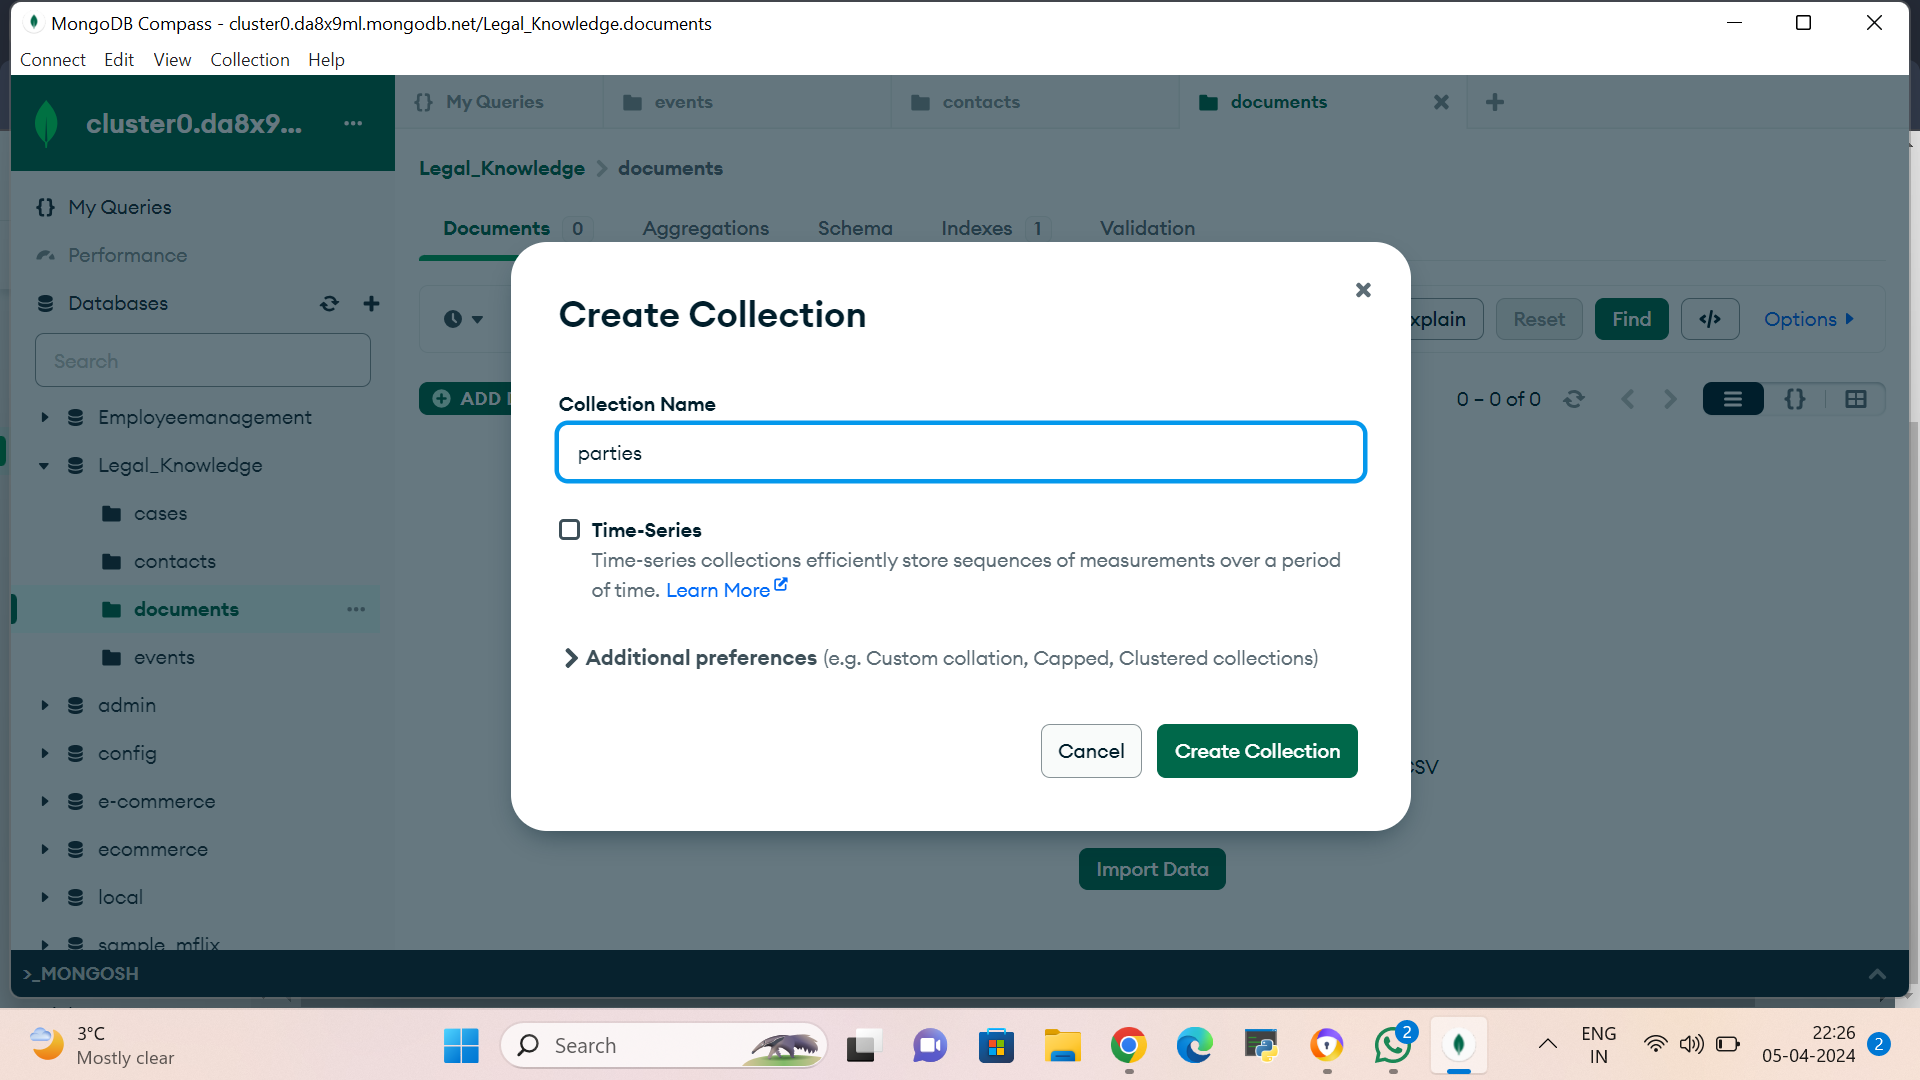 MongoDB Compass - cluster0.da8x9ml.mongodb.net/Legal_Knowledge.documents
Connect Edit View Collection Help
cluster0.da8x9... ...
{} My Queries
events
contacts
documents
Legal_Knowledge > documents
{} My Queries
Performance
Databases
Search
Employeemanagement
Legal_Knowledge
cases
contacts
documents ...
events
admin
config
e-commerce
ecommerce
local
sample_mflix
Documents 0 Aggregations Schema Indexes 1 Validation
xplain Reset Find </> Options
ADD
0 – 0 of 0
{}
Create Collection
Collection Name
parties
Time-Series
Time-series collections efficiently store sequences of measurements over a period
of time. Learn More
Additional preferences (e.g. Custom collation, Capped, Clustered collections)
Cancel Create Collection
CSV
Import Data
>_MONGOSH
3°C
Mostly clear
Search
2
ENG
IN
22:26
05-04-2024
2